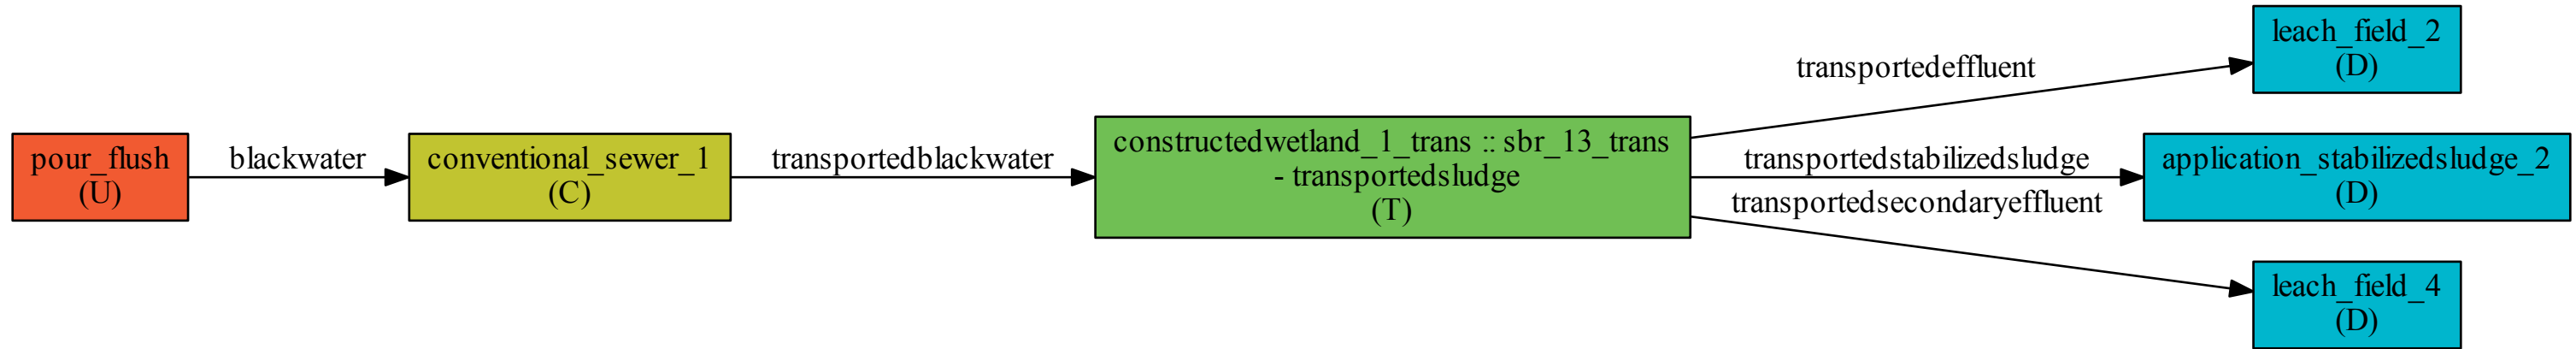 pour_flush
(U)
blackwater
conventional_sewer_1
(C)
transportedblackwater
constructedwetland_1_trans :: sbr_13_trans
- transportedsludge
(T)
transportedeffluent
transportedstabilizedsludge
transportedsecondaryeffluent
leach_field_2
(D)
application_stabilizedsludge_2
(D)
leach_field_4
(D)